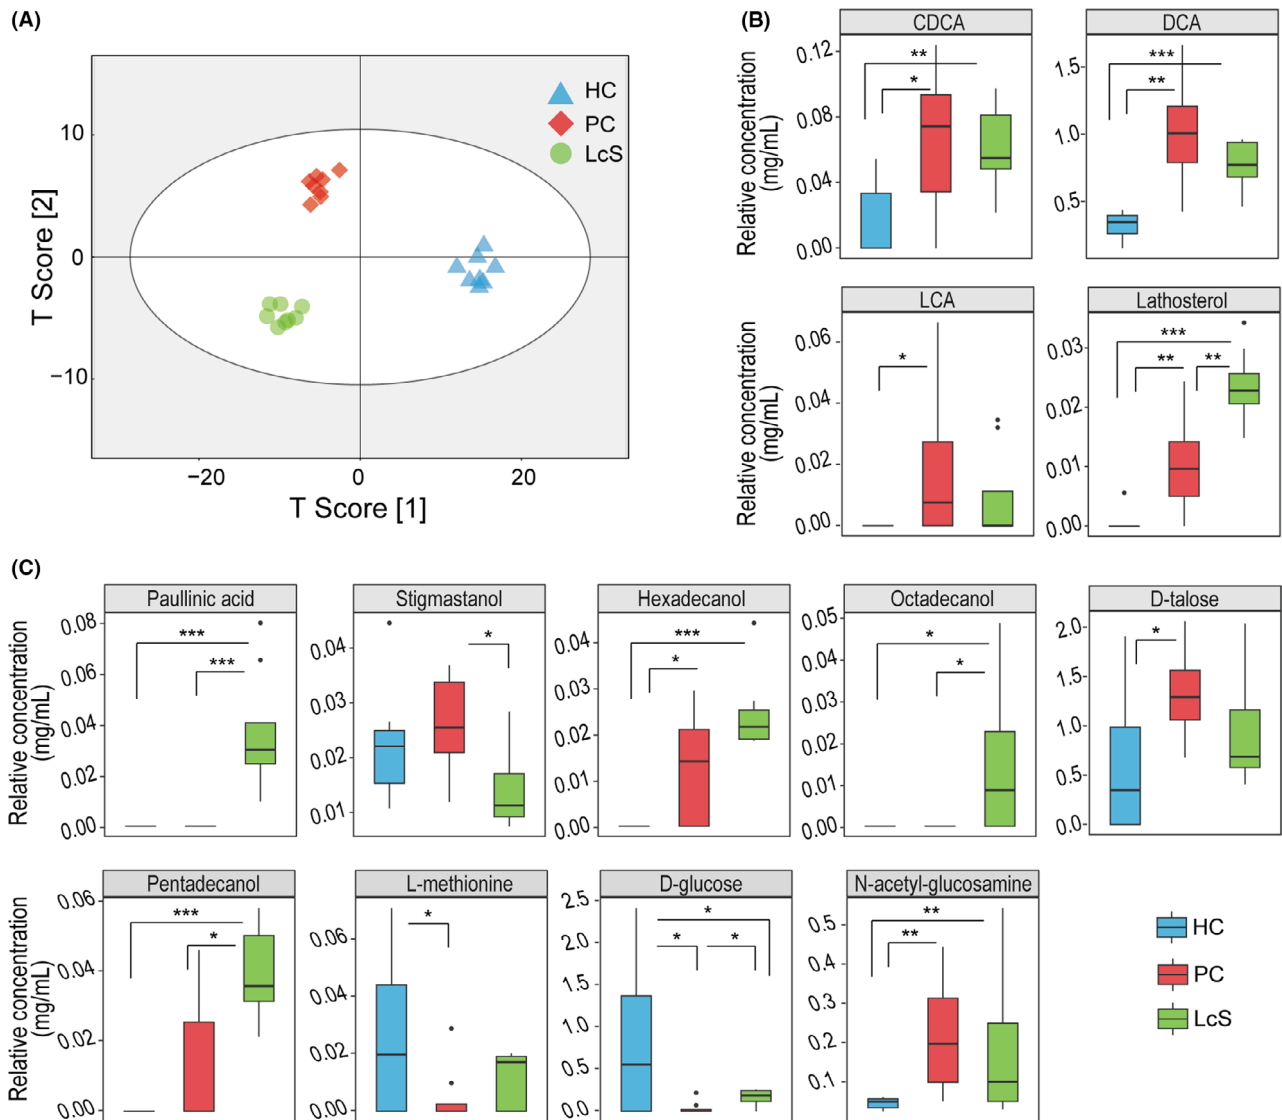 (A)
10
0
−10
−20
0
20
T Score [2]
T Score [1]
HC
PC
LcS
(B)
CDCA
DCA
Relative concentration
(mg/mL)
0.12
0.08
0.04
0.00
**
*
1.5
1.0
0.5
***
**
LCA
Lathosterol
Relative concentration
(mg/mL)
0.06
0.04
0.02
0.00
*
0.03
0.02
0.01
0.00
***
**
**
(C)
Paullinic acid
Stigmastanol
Hexadecanol
Octadecanol
D-talose
Relative concentration
(mg/mL)
0.08
0.06
0.04
0.02
0.00
***
***
0.04
0.03
0.02
0.01
*
0.04
0.03
0.02
0.01
0.00
***
*
0.05
0.04
0.03
0.02
0.01
0.00
*
*
2.0
1.5
1.0
0.5
0.0
*
Pentadecanol
L-methionine
D-glucose
N-acetyl-glucosamine
Relative concentration
(mg/mL)
0.06
0.04
0.02
0.00
***
*
0.06
0.04
0.02
0.00
*
2.5
2.0
1.5
1.0
0.5
0.0
*
*
*
0.5
0.4
0.3
0.2
0.1
**
**
HC
PC
LcS